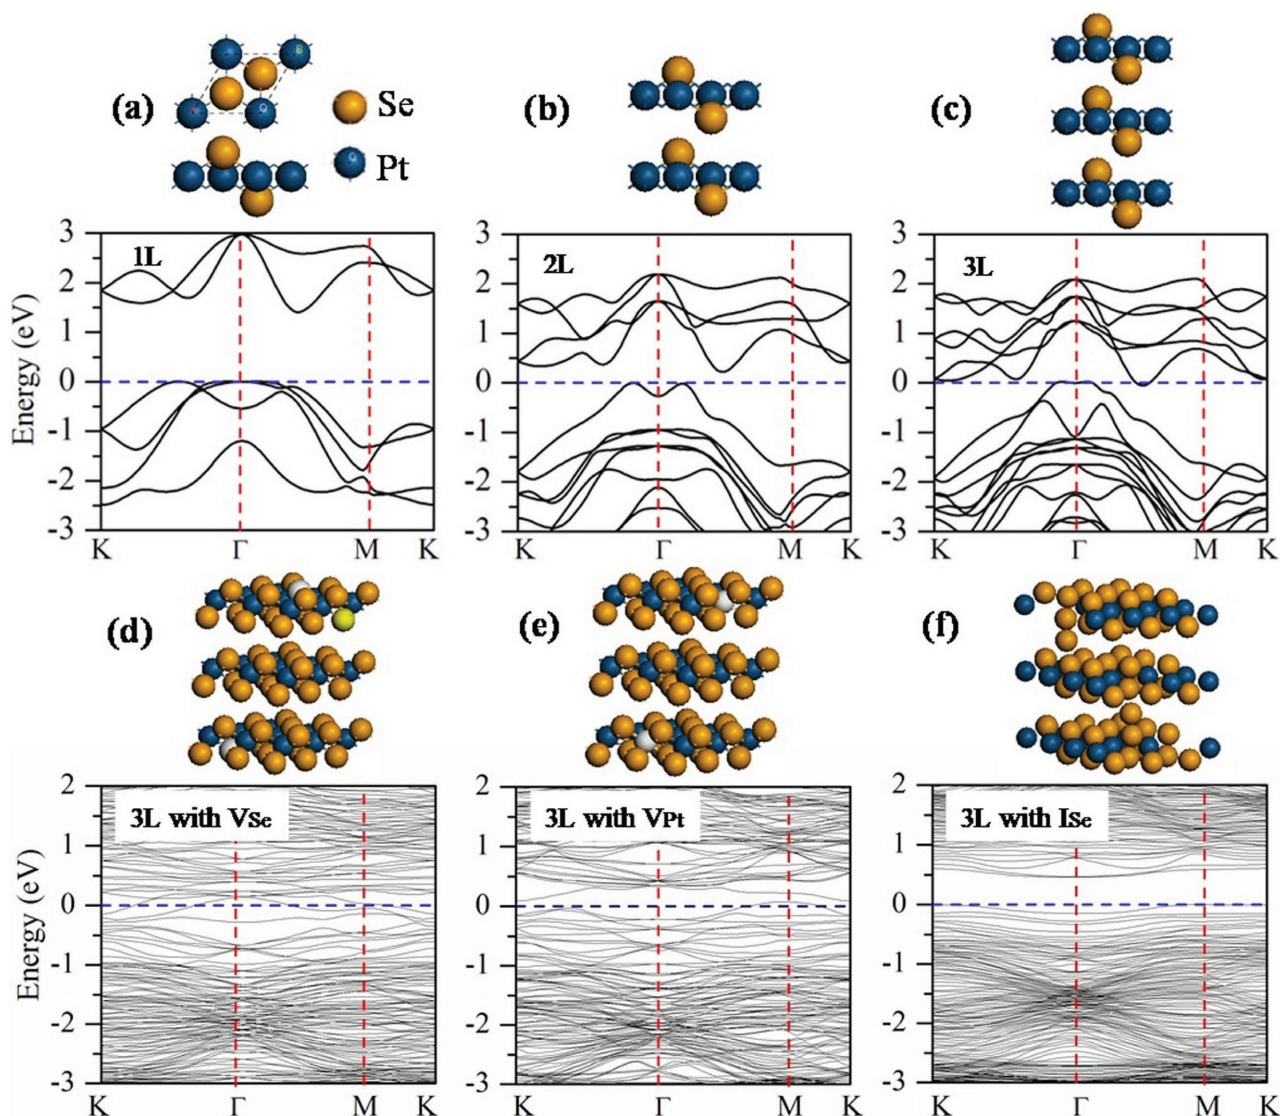 (a)
Se
Pt
(b)
(c)
1L
2L
3L
Energy (eV)
3
2
1
0
-1
-2
-3
K Γ M K
3
2
1
0
-1
-2
-3
K Γ M K
3
2
1
0
-1
-2
-3
K Γ M K
(d)
(e)
(f)
3L with VSe
3L with VPt
3L with ISe
Energy (eV)
2
1
0
-1
-2
-3
K Γ M K
2
1
0
-1
-2
-3
K Γ M K
2
1
0
-1
-2
-3
K Γ M K